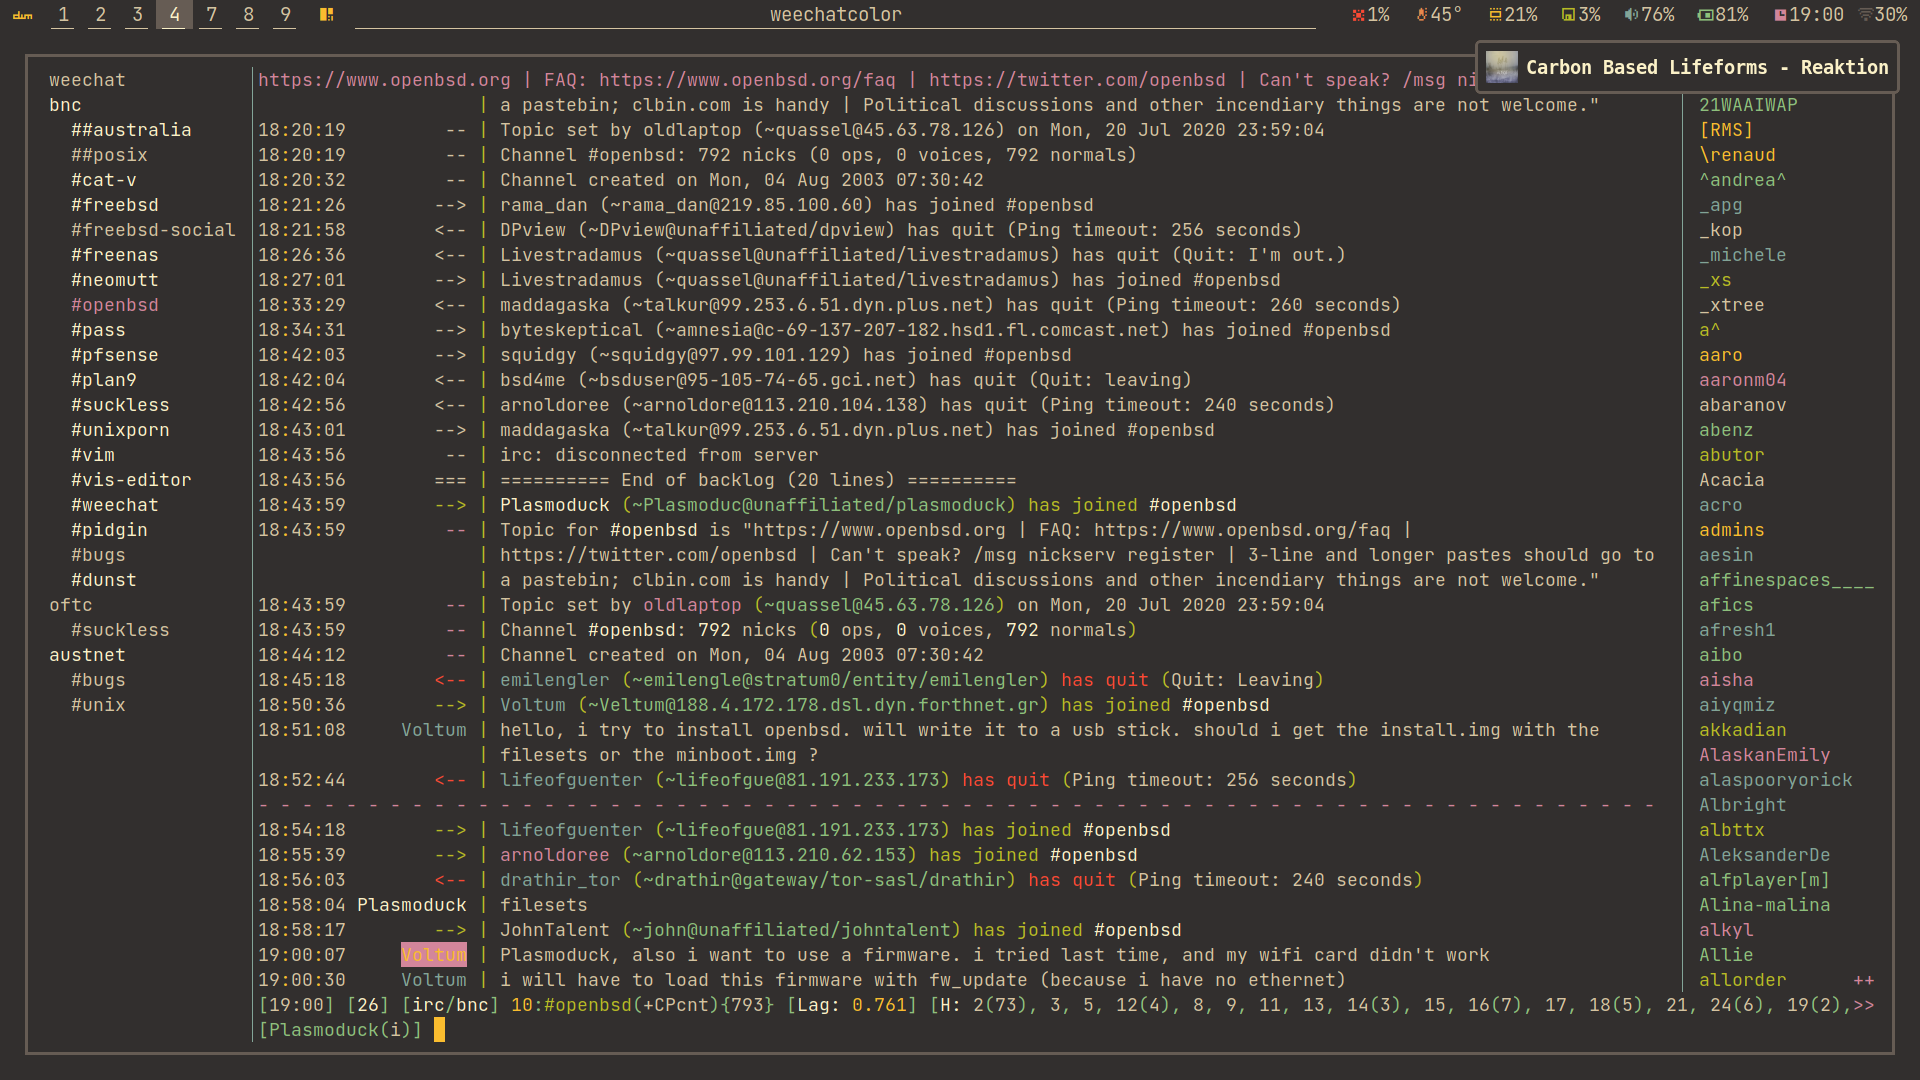 dwm 1 2 3 4 7 8 9 weechatcolor 1% 45° 21% 3% 76% 81% 19:00 30%
Carbon Based Lifeforms - Reaktion
weechat
bnc
##australia
##posix
#cat-v
#freebsd
#freebsd-social
#freenas
#neomutt
#openbsd
#pass
#pfsense
#plan9
#suckless
#unixporn
#vim
#vis-editor
#weechat
#pidgin
#bugs
#dunst
oftc
#suckless
austnet
#bugs
#unix
https://www.openbsd.org | FAQ: https://www.openbsd.org/faq | https://twitter.com/openbsd | Can't speak? /msg ni
| a pastebin; clbin.com is handy | Political discussions and other incendiary things are not welcome."
18:20:19 -- | Topic set by oldlaptop (~quassel@45.63.78.126) on Mon, 20 Jul 2020 23:59:04
18:20:19 -- | Channel #openbsd: 792 nicks (0 ops, 0 voices, 792 normals)
18:20:32 -- | Channel created on Mon, 04 Aug 2003 07:30:42
18:21:26 --> | rama_dan (~rama_dan@219.85.100.60) has joined #openbsd
18:21:58 <-- | DPview (~DPview@unaffiliated/dpview) has quit (Ping timeout: 256 seconds)
18:26:36 <-- | Livestradamus (~quassel@unaffiliated/livestradamus) has quit (Quit: I'm out.)
18:27:01 --> | Livestradamus (~quassel@unaffiliated/livestradamus) has joined #openbsd
18:33:29 <-- | maddagaska (~talkur@99.253.6.51.dyn.plus.net) has quit (Ping timeout: 260 seconds)
18:34:31 --> | byteskeptical (~amnesia@c-69-137-207-182.hsd1.fl.comcast.net) has joined #openbsd
18:42:03 --> | squidgy (~squidgy@97.99.101.129) has joined #openbsd
18:42:04 <-- | bsd4me (~bsduser@95-105-74-65.gci.net) has quit (Quit: leaving)
18:42:56 <-- | arnoldoree (~arnoldore@113.210.104.138) has quit (Ping timeout: 240 seconds)
18:43:01 --> | maddagaska (~talkur@99.253.6.51.dyn.plus.net) has joined #openbsd
18:43:56 -- | irc: disconnected from server
18:43:56 === | ========== End of backlog (20 lines) ==========
18:43:59 --> | Plasmoduck (~Plasmoduc@unaffiliated/plasmoduck) has joined #openbsd
18:43:59 -- | Topic for #openbsd is "https://www.openbsd.org | FAQ: https://www.openbsd.org/faq |
| https://twitter.com/openbsd | Can't speak? /msg nickserv register | 3-line and longer pastes should go to
| a pastebin; clbin.com is handy | Political discussions and other incendiary things are not welcome."
18:43:59 -- | Topic set by oldlaptop (~quassel@45.63.78.126) on Mon, 20 Jul 2020 23:59:04
18:43:59 -- | Channel #openbsd: 792 nicks (0 ops, 0 voices, 792 normals)
18:44:12 -- | Channel created on Mon, 04 Aug 2003 07:30:42
18:45:18 <-- | emilengler (~emilengle@stratum0/entity/emilengler) has quit (Quit: Leaving)
18:50:36 --> | Voltum (~Veltum@188.4.172.178.dsl.dyn.forthnet.gr) has joined #openbsd
18:51:08 Voltum | hello, i try to install openbsd. will write it to a usb stick. should i get the install.img with the
| filesets or the minboot.img ?
18:52:44 <-- | lifeofguenter (~lifeofgue@81.191.233.173) has quit (Ping timeout: 256 seconds)
- - - - - - - - - - - - - - - - - - - - - - - - - - - - - - - - - - - - - - - - - - - - - - - - - - - - - - - - - - - - - - - -
18:54:18 --> | lifeofguenter (~lifeofgue@81.191.233.173) has joined #openbsd
18:55:39 --> | arnoldoree (~arnoldore@113.210.62.153) has joined #openbsd
18:56:03 <-- | drathir_tor (~drathir@gateway/tor-sasl/drathir) has quit (Ping timeout: 240 seconds)
18:58:04 Plasmoduck | filesets
18:58:17 --> | JohnTalent (~john@unaffiliated/johntalent) has joined #openbsd
19:00:07 Voltum | Plasmoduck, also i want to use a firmware. i tried last time, and my wifi card didn't work
19:00:30 Voltum | i will have to load this firmware with fw_update (because i have no ethernet)
[19:00] [26] [irc/bnc] 10:#openbsd(+CPcnt){793} [Lag: 0.761] [H: 2(73), 3, 5, 12(4), 8, 9, 11, 13, 14(3), 15, 16(7), 17, 18(5), 21, 24(6), 19(2),>>
[Plasmoduck(i)]
21WAAIWAP
[RMS]
\renaud
^andrea^
_apg
_kop
_michele
_xs
_xtree
a^
aaro
aaronm04
abaranov
abenz
abutor
Acacia
acro
admins
aesin
affinespaces____
afics
afresh1
aibo
aisha
aiyqmiz
akkadian
AlaskanEmily
alaspooryorick
Albright
albttx
AleksanderDe
alfplayer[m]
Alina-malina
alkyl
Allie
allorder ++